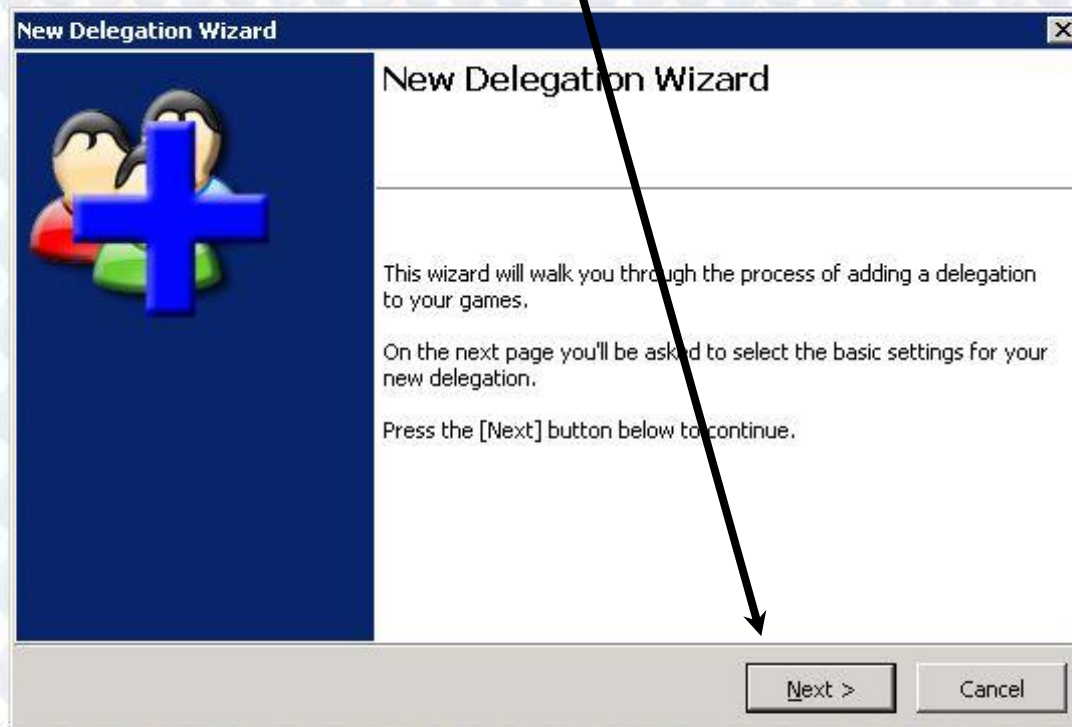 New Delegation Wizard
New Delegation Wizard
This wizard will walk you through the process of adding a delegation
to your games.
On the next page you'll be asked to select the basic settings for your
new delegation.
Press the [Next] button below to continue.
Next >
Cancel